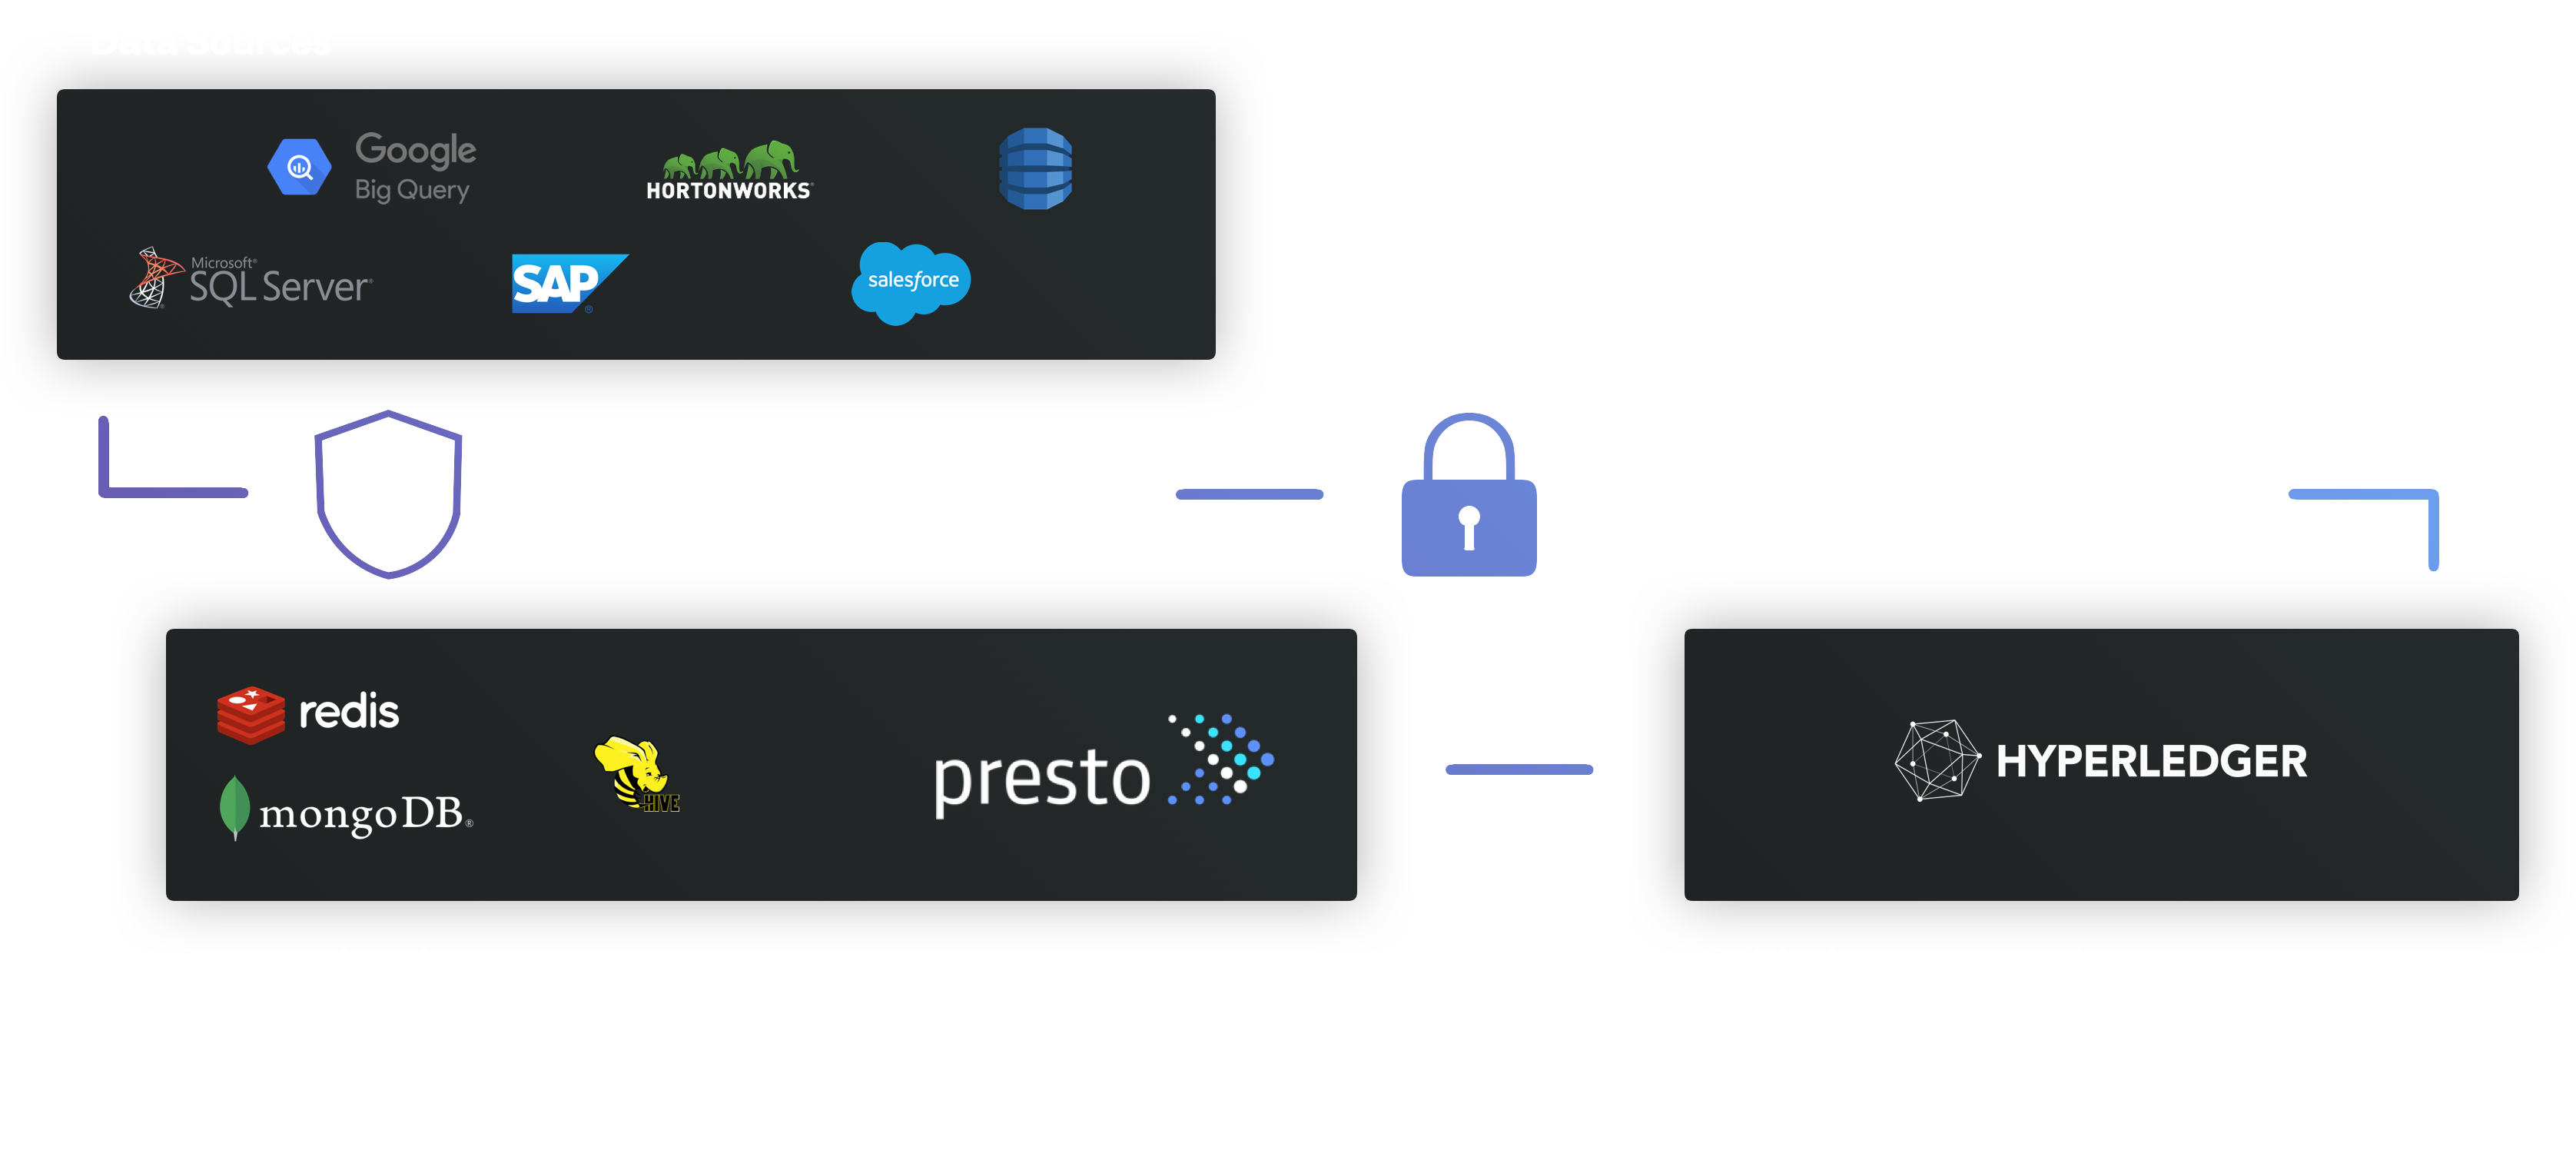 Data Sources
Google
Big Query
HORTONWORKS
Microsoft®
SQL Server®
SAP®
salesforce
redis
mongoDB®
HIVE
presto
HYPERLEDGER